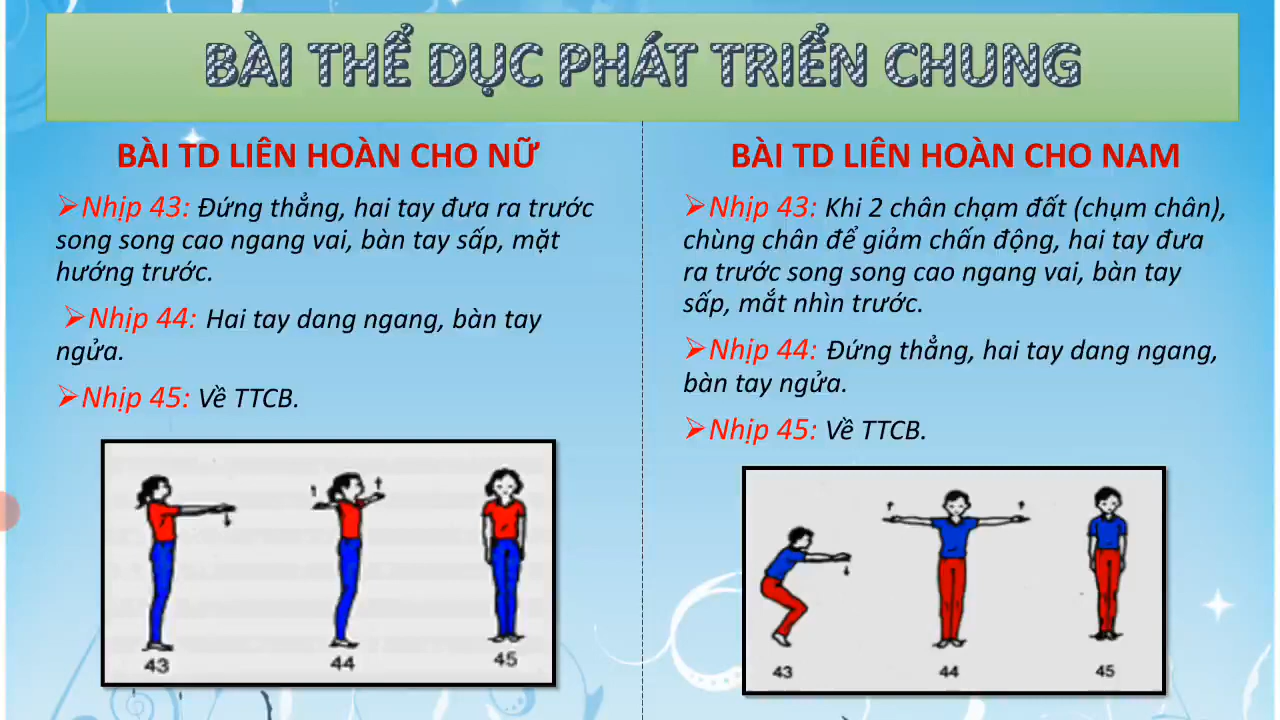 BÀI THỂ DỤC PHÁT TRIỂN CHUNG
BÀI TD LIÊN HOÀN CHO NỮ
Nhịp 43: Đứng thẳng, hai tay đưa ra trước
song song cao ngang vai, bàn tay sấp, mặt
hướng trước.
Nhịp 44: Hai tay dang ngang, bàn tay
ngửa.
Nhịp 45: Về TTCB.
43 44 45
BÀI TD LIÊN HOÀN CHO NAM
Nhịp 43: Khi 2 chân chạm đất (chụm chân),
chùng chân để giảm chấn động, hai tay đưa
ra trước song song cao ngang vai, bàn tay
sấp, mắt nhìn trước.
Nhịp 44: Đứng thẳng, hai tay dang ngang,
bàn tay ngửa.
Nhịp 45: Về TTCB.
43 44 45